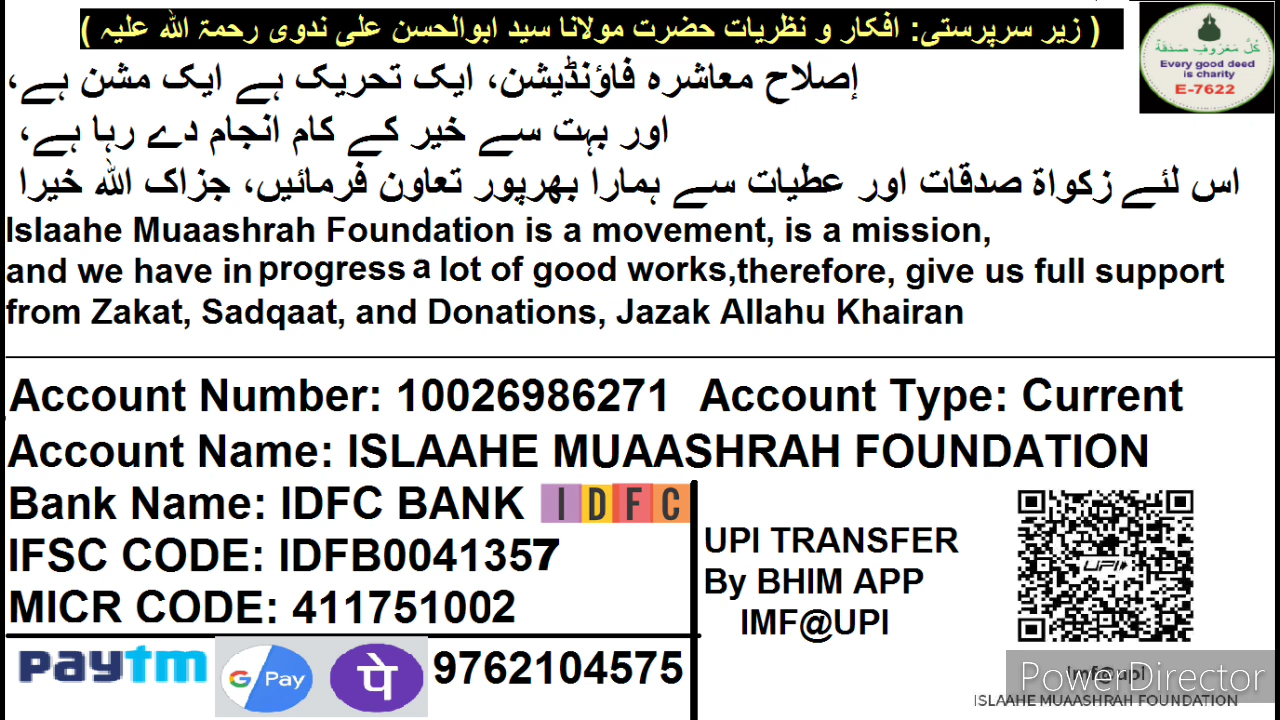 ( زیر سرپرستی: افکار و نظریات حضرت مولانا سید ابوالحسن علی ندوی رحمۃ اللہ علیہ )
كُلُّ مَعْرُوفٍ صَدَقَةٌ
Every good deed
is charity
E-7622
إصلاح معاشرہ فاؤنڈیشن، ایک تحریک ہے ایک مشن ہے،
اور بہت سے خیر کے کام انجام دے رہا ہے،
اس لئے زکواۃ صدقات اور عطیات سے ہمارا بھرپور تعاون فرمائیں، جزاک اللہ خیرا
Islaahe Muaashrah Foundation is a movement, is a mission,
and we have in progress a lot of good works,therefore, give us full support
from Zakat, Sadqaat, and Donations, Jazak Allahu Khairan
Account Number: 10026986271 Account Type: Current
Account Name: ISLAAHE MUAASHRAH FOUNDATION
Bank Name: IDFC BANK IDFC
IFSC CODE: IDFB0041357
MICR CODE: 411751002
UPI TRANSFER
By BHIM APP
IMF@UPI
UPI
paytm G Pay पे 9762104575
imf@upi
PowerDirector
ISLAAHE MUAASHRAH FOUNDATION